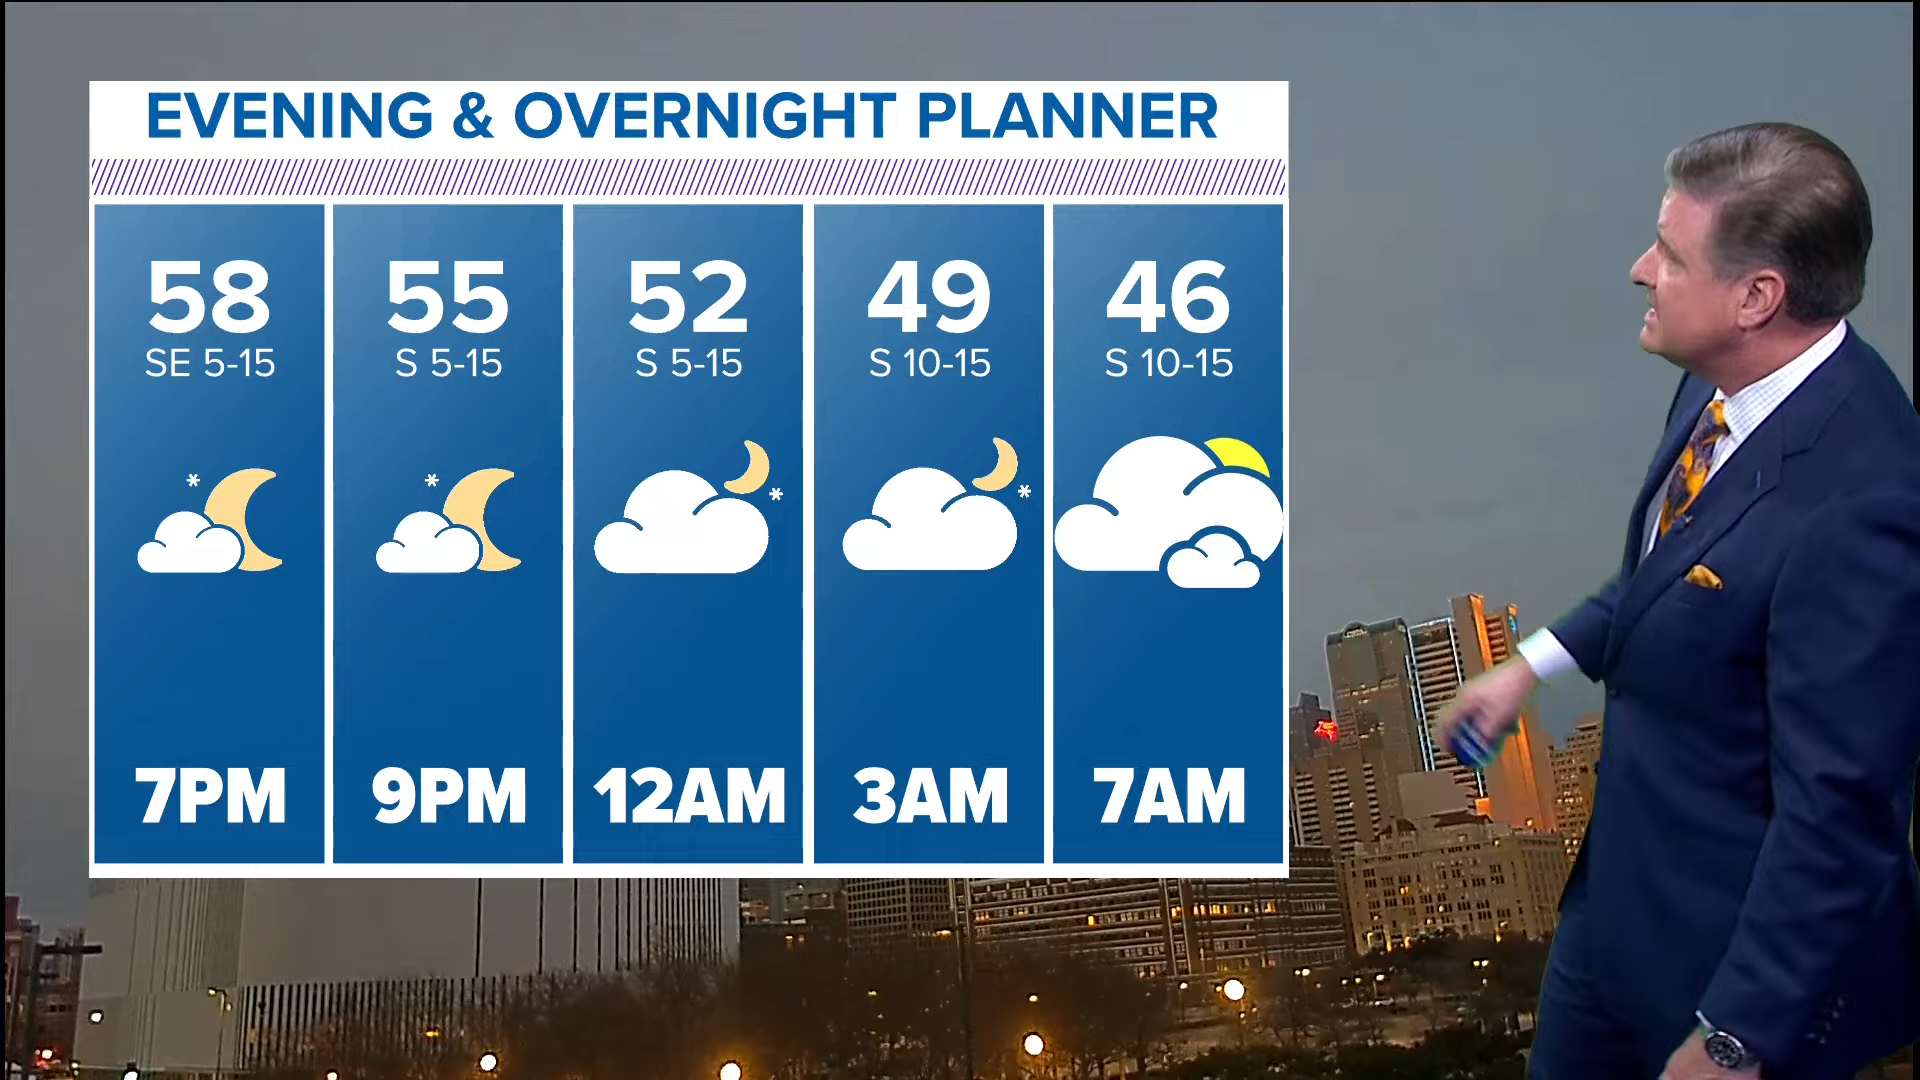 EVENING & OVERNIGHT PLANNER
58
SE 5-15
7PM
55
S 5-15
9PM
52
S 5-15
12AM
49
S 10-15
3AM
46
S 10-15
7AM